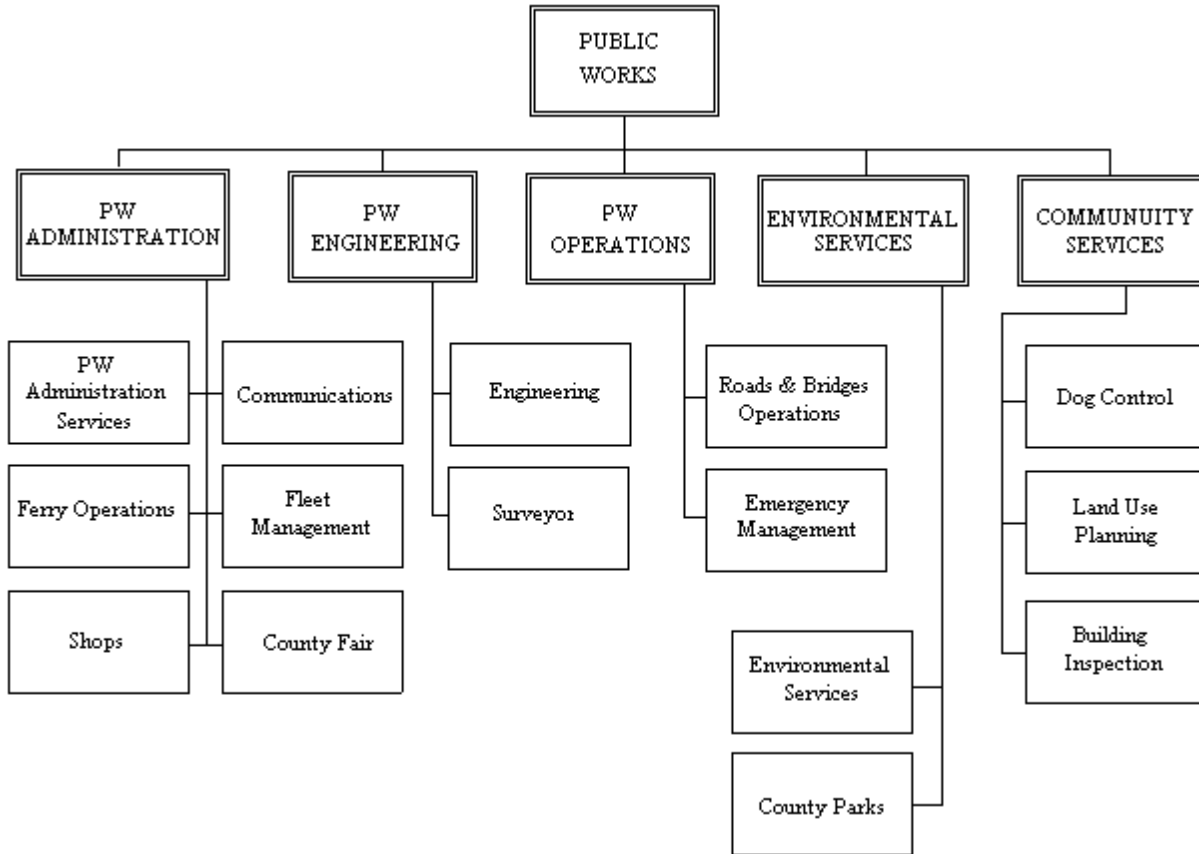 PUBLIC
WORKS
PW
ADMINISTRATION
PW
ENGINEERING
PW
OPERATIONS
ENVIRONMENTAL
SERVICES
COMMUNUITY
SERVICES
PW
Administration
Services
Communications
Ferry Operations
Fleet
Management
Shops
County Fair
Engineering
Surveyor
Roads & Bridges
Operations
Emergency
Management
Environmental
Services
County Parks
Dog Control
Land Use
Planning
Building
Inspection